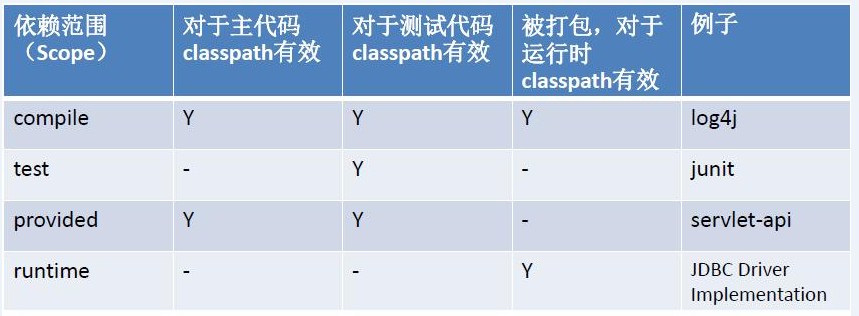 依赖范围（Scope） 对于主代码classpath有效 对于测试代码classpath有效 被打包，对于运行时classpath有效 例子
compile Y Y Y log4j
test - Y - junit
provided Y Y - servlet-api
runtime - - Y JDBC Driver Implementation